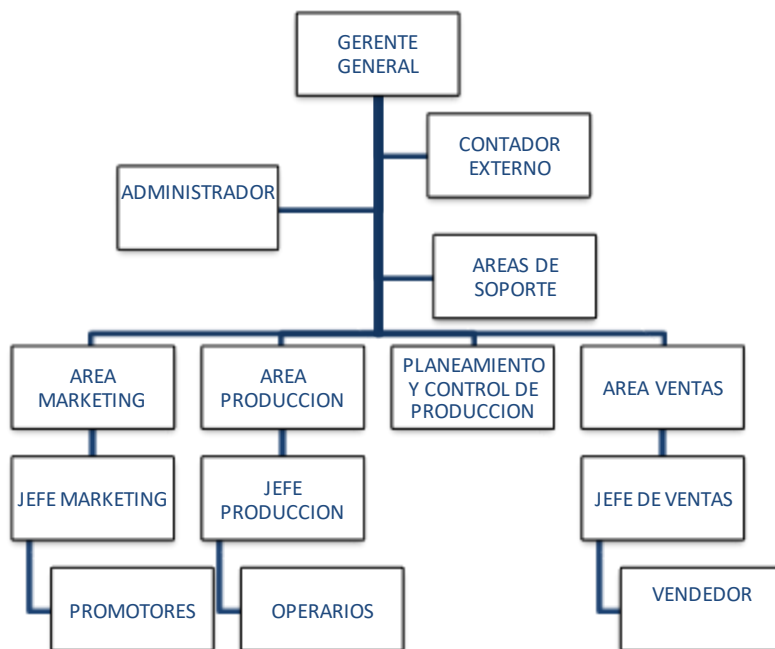 GERENTE
GENERAL
CONTADOR
EXTERNO
ADMINISTRADOR
AREAS DE
SOPORTE
AREA
MARKETING
AREA
PRODUCCION
PLANEAMIENTO
Y CONTROL DE
PRODUCCION
AREA VENTAS
JEFE MARKETING
JEFE
PRODUCCION
JEFE DE VENTAS
PROMOTORES
OPERARIOS
VENDEDOR